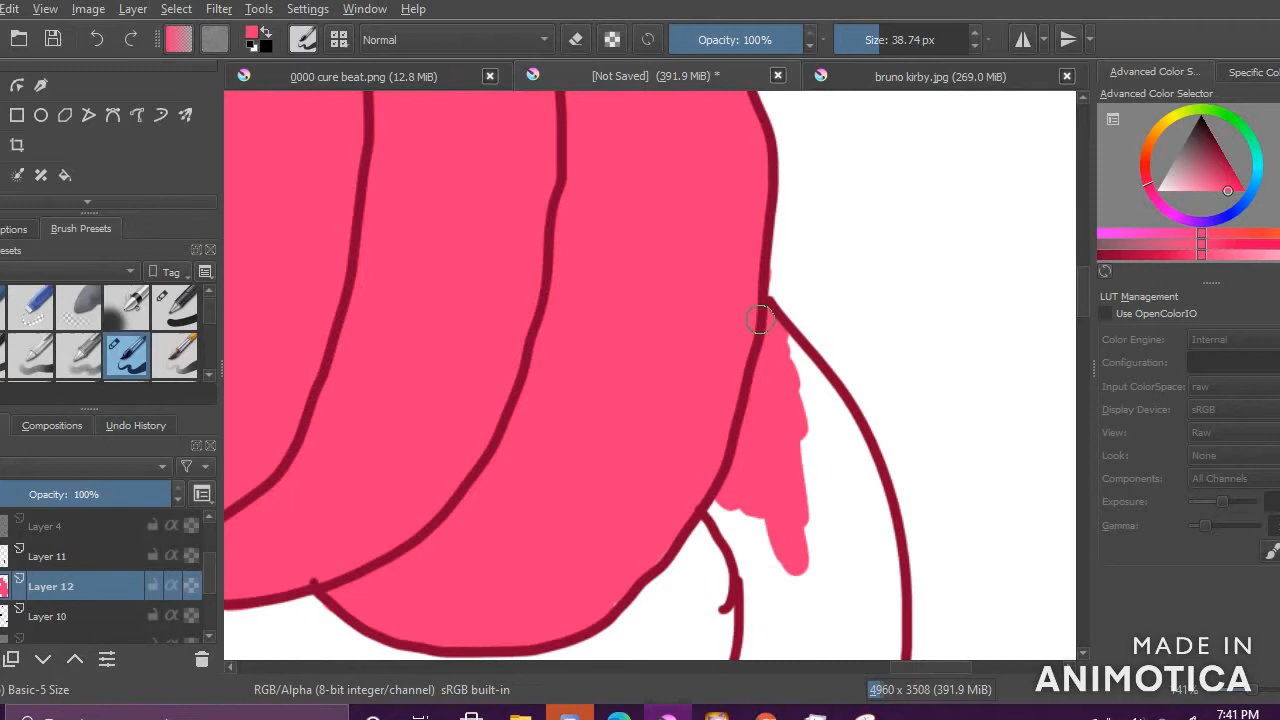 Edit View Image Layer Select Filter Tools Settings Window Help
Normal Opacity: 100% Size: 38.74 px
0000 cure beat.png (12.8 MiB) [Not Saved] (391.9 MiB) * bruno kirby.jpg (269.0 MiB)
Advanced Color S... Specific Co
Advanced Color Selector
ptions Brush Presets
esets
Tag
LUT Management
Use OpenColorIO
Color Engine: Internal
Configuration:
Input ColorSpace: raw
Display Device: sRGB
View: Raw
Look: None
Components: All Channels
Exposure:
Gamma:
Compositions Undo History
Opacity: 100%
Layer 4
Layer 11
Layer 12
Layer 10
) Basic-5 Size RGB/Alpha (8-bit integer/channel) sRGB built-in 4960 x 3508 (391.9 MiB)
MADE IN
ANIMOTICA
7:41 PM